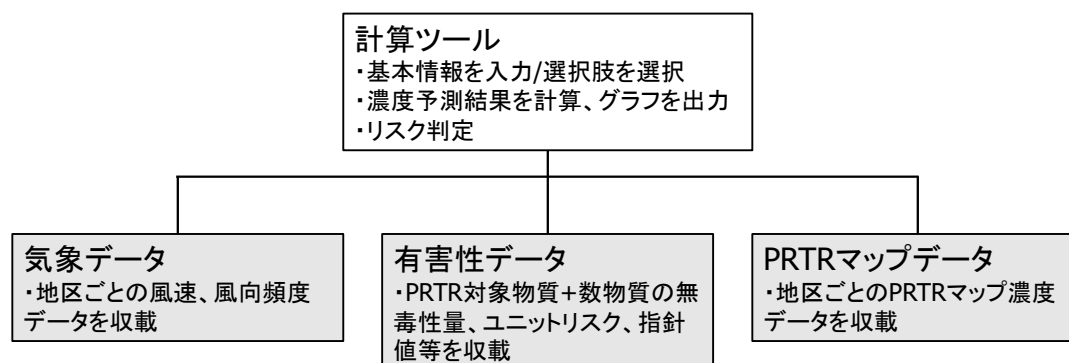 計算ツール
・基本情報を入力/選択肢を選択
・濃度予測結果を計算、グラフを出力
・リスク判定
気象データ
・地区ごとの風速、風向頻度
データを収載
有害性データ
・PRTR対象物質+数物質の無
毒性量、ユニットリスク、指針
値等を収載
PRTRマップデータ
・地区ごとのPRTRマップ濃度
データを収載